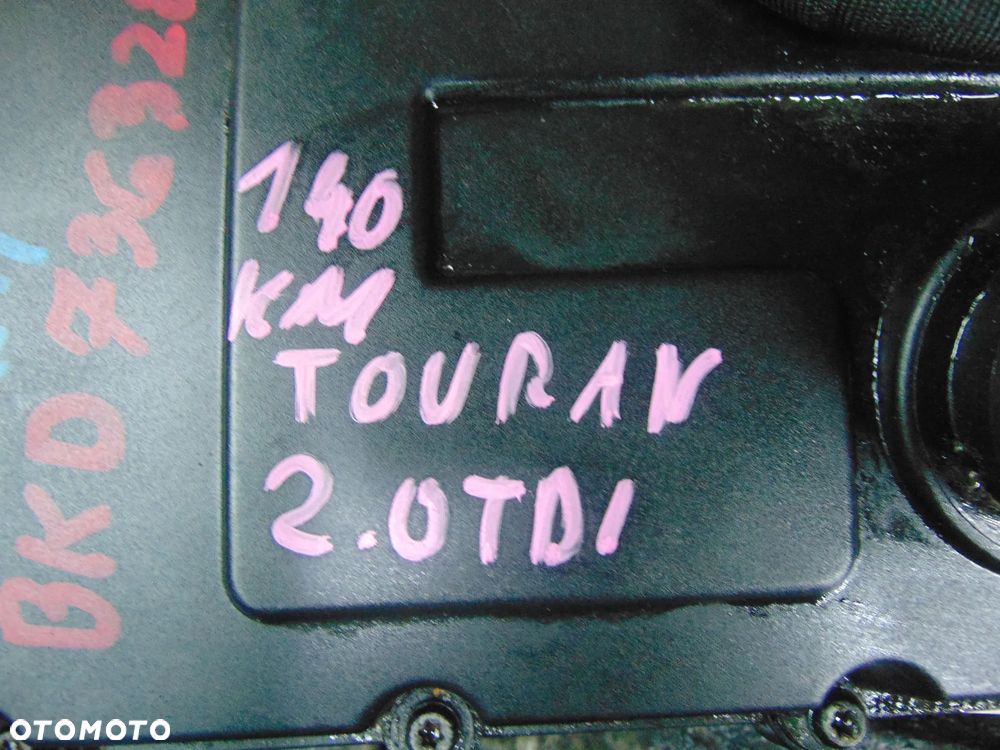 140
KM
TOURAN
2.0TDI
BKD
OTOMOTO